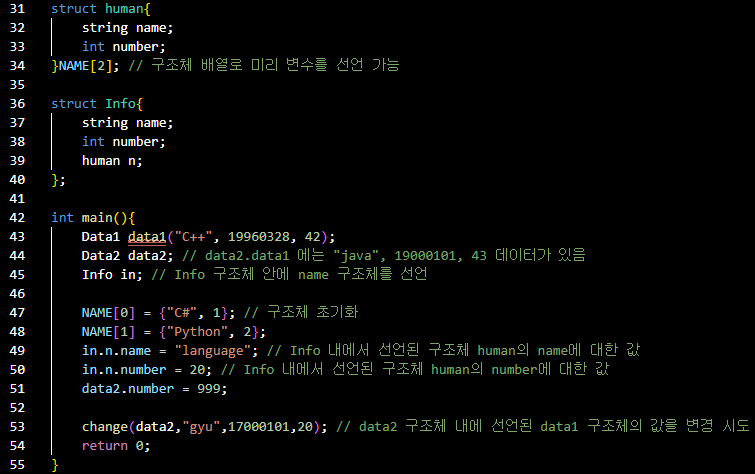 31 struct human{
32     string name;
33     int number;
34 }NAME[2]; // 구조체 배열로 미리 변수를 선언 가능
35
36 struct Info{
37     string name;
38     int number;
39     human n;
40 };
41
42 int main(){
43     Data1 data1("C++", 19960328, 42);
44     Data2 data2; // data2.data1 에는 "java", 19000101, 43 데이터가 있음
45     Info in; // Info 구조체 안에 name 구조체를 선언
46
47     NAME[0] = {"C#", 1}; // 구조체 초기화
48     NAME[1] = {"Python", 2};
49     in.n.name = "language"; // Info 내에서 선언된 구조체 human의 name에 대한 값
50     in.n.number = 20; // Info 내에서 선언된 구조체 human의 number에 대한 값
51     data2.number = 999;
52
53     change(data2,"gyu",17000101,20); // data2 구조체 내에 선언된 data1 구조체의 값을 변경 시도
54     return 0;
55 }